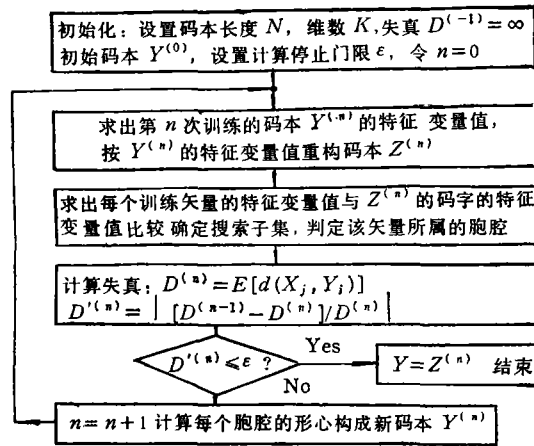 初始化：设置码本长度 N，维数 K,失真 D^(-1)=∞
初始码本 Y^(0)，设置计算停止门限 ε，令 n=0
求出第 n 次训练的码本 Y^(n) 的特征 变量值，
按 Y^(n) 的特征变量值重构码本 Z^(n)
求出每个训练矢量的特征变量值与 Z^(n) 的码字的特征
变量值比较 确定搜索子集，判定该矢量所属的胞腔
计算失真：D^(n)=E[d(X_j，Y_i)]
D'^(n)=| [D^(n-1)-D^(n)]/D^(n) |
D'^(n)≤ε ?
Yes
Y=Z^(n) 结束
No
n=n+1 计算每个胞腔的形心构成新码本 Y^(n)